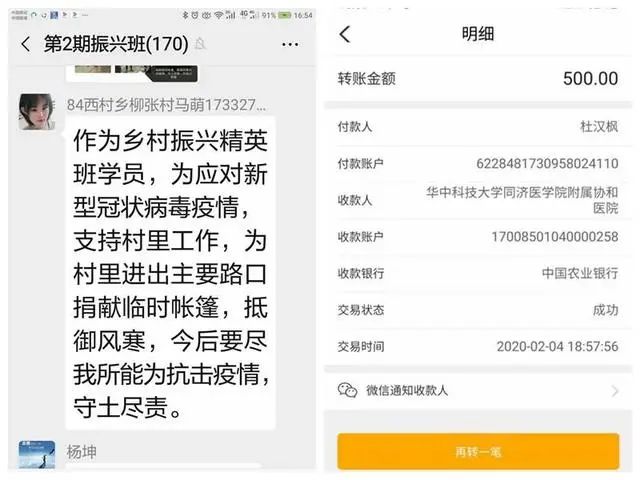 91% 16:54
第2期振兴班(170)
84西村乡柳张村马萌173327...
作为乡村振兴精英
班学员，为应对新
型冠状病毒疫情，
支持村里工作，为
村里进出主要路口
捐献临时帐篷，抵
御风寒，今后要尽
我所能为抗击疫情，
守土尽责。
杨坤
明细
转账金额 500.00
付款人 杜汉枫
付款账户 6228481730958024110
收款人 华中科技大学同济医学院附属协和
医院
收款账户 17008501040000258
收款银行 中国农业银行
交易状态 成功
交易时间 2020-02-04 18:57:56
微信通知收款人
再转一笔